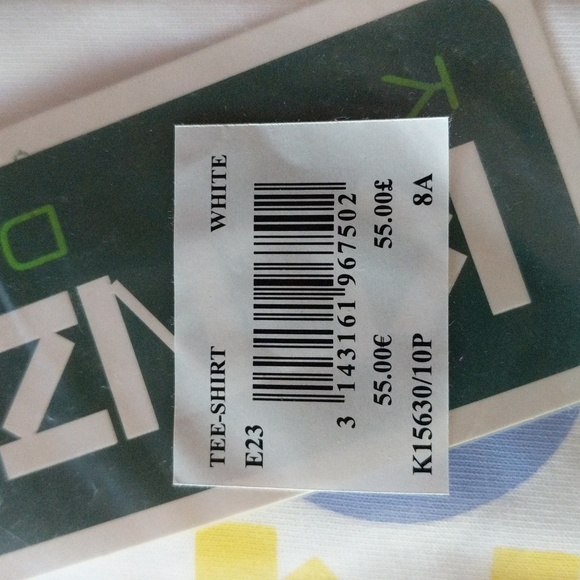 TEE-SHIRT WHITE
E23
3 143161 967502
55.00€ 55.00£
K15630/10P 8A